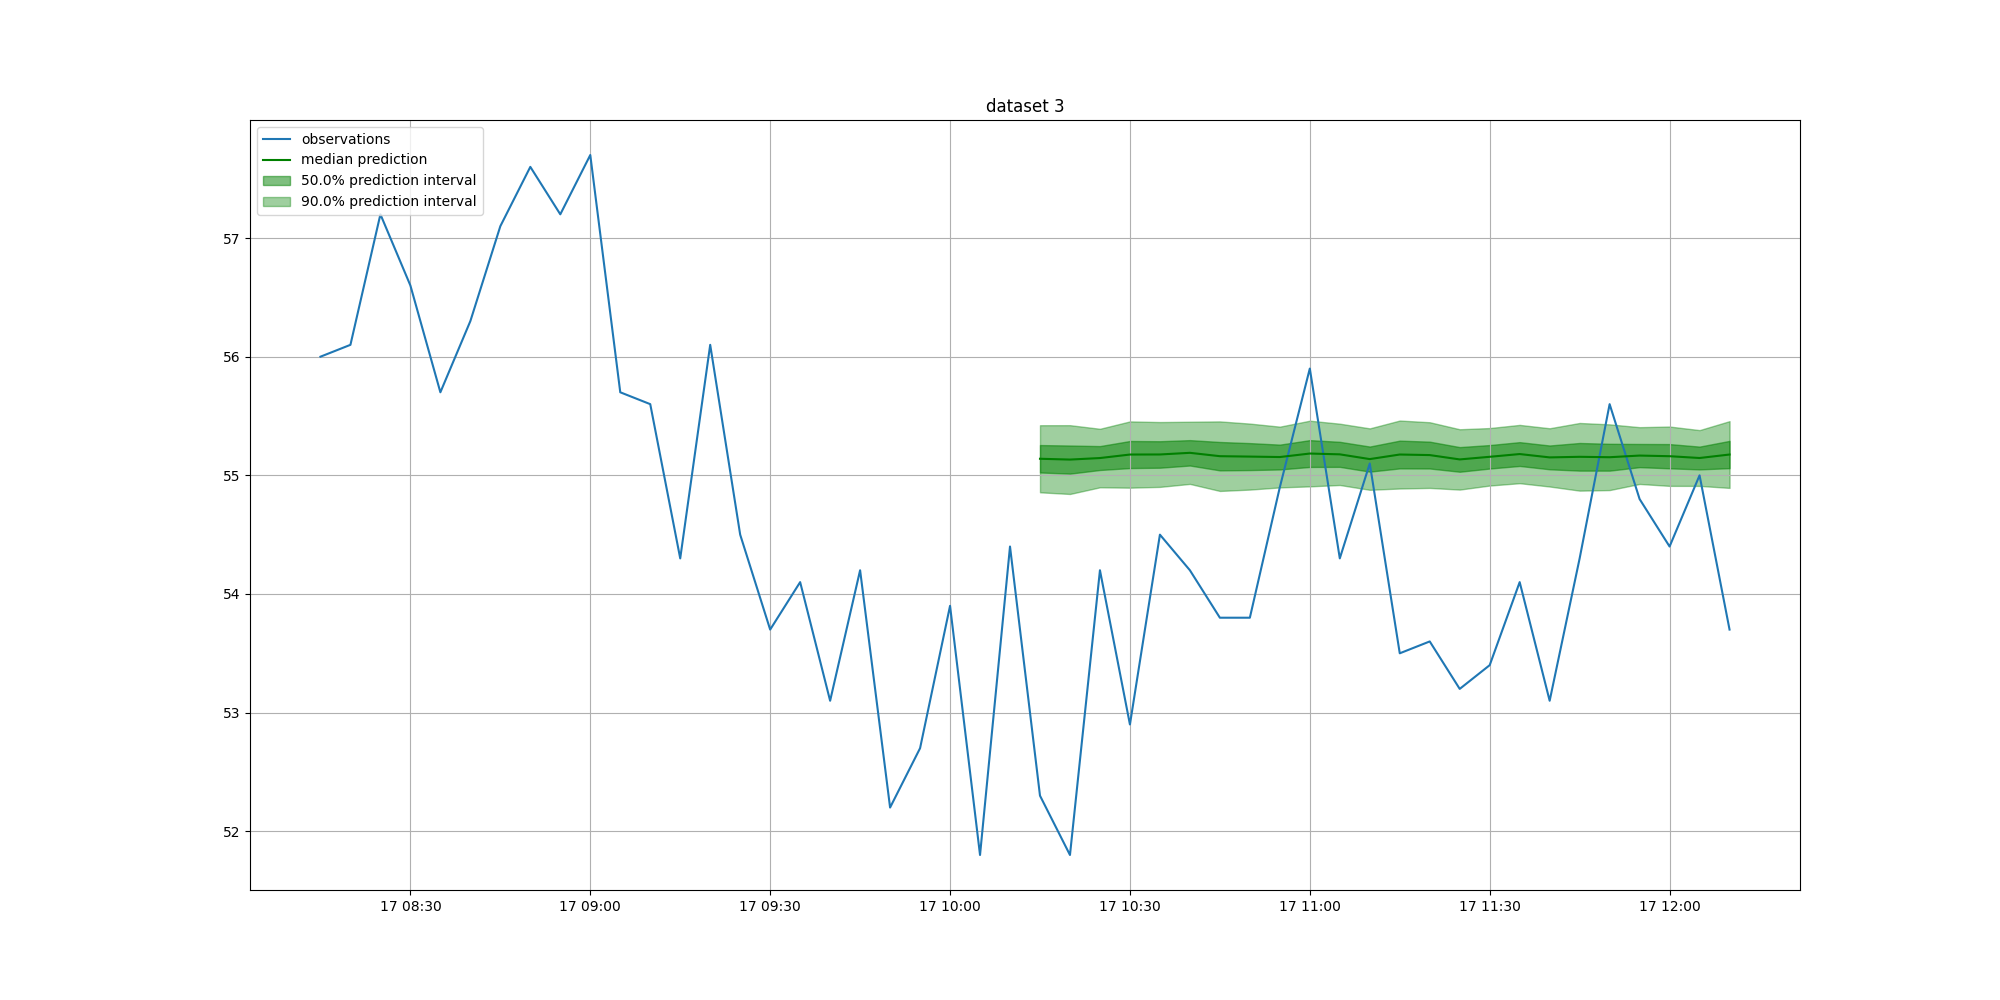 dataset 3
observations
median prediction
50.0% prediction interval
90.0% prediction interval
57
56
55
54
53
52
17 08:30
17 09:00
17 09:30
17 10:00
17 10:30
17 11:00
17 11:30
17 12:00